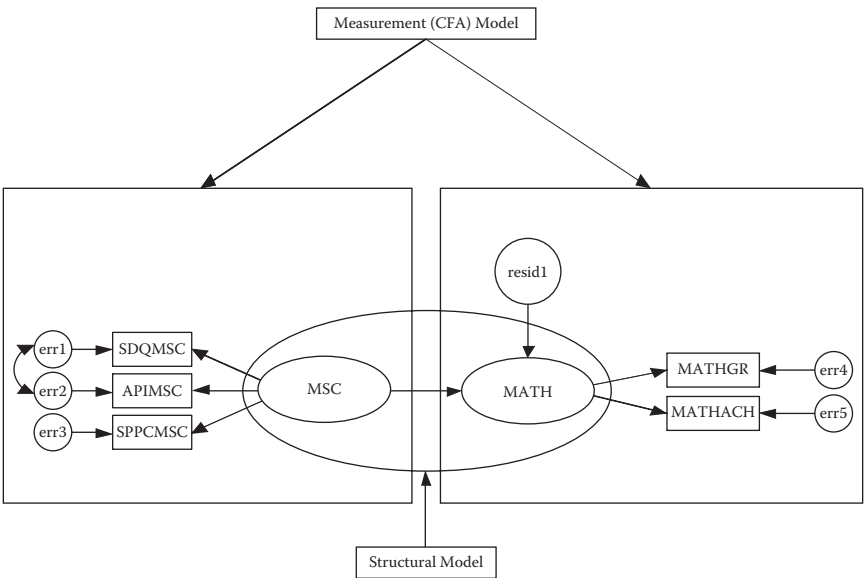 Measurement (CFA) Model
resid1
err1
SDQMSC
err2
APIMSC
err3
SPPCMSC
MSC
MATH
MATHGR
err4
MATHACH
err5
Structural Model